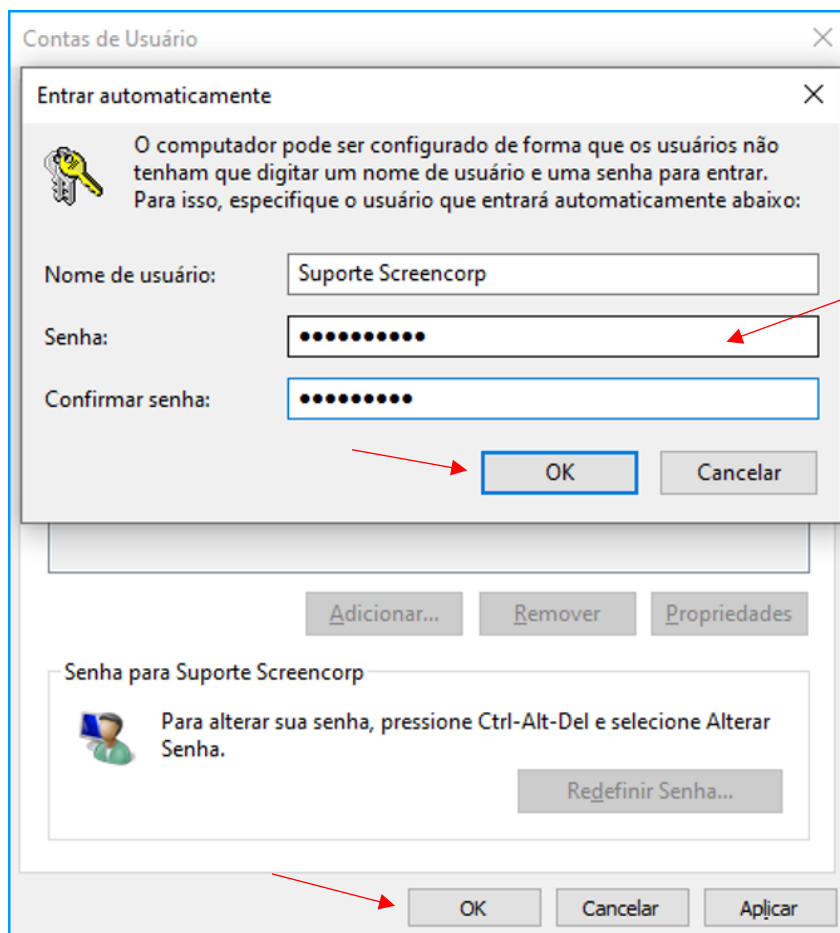 Contas de Usuário
Entrar automaticamente
O computador pode ser configurado de forma que os usuários não
tenham que digitar um nome de usuário e uma senha para entrar.
Para isso, especifique o usuário que entrará automaticamente abaixo:
Nome de usuário: Suporte Screencorp
Senha: ●●●●●●●●●●
Confirmar senha: ●●●●●●●●●
OK Cancelar
Adicionar... Remover Propriedades
Senha para Suporte Screencorp
Para alterar sua senha, pressione Ctrl-Alt-Del e selecione Alterar
Senha.
Redefinir Senha...
OK Cancelar Aplicar